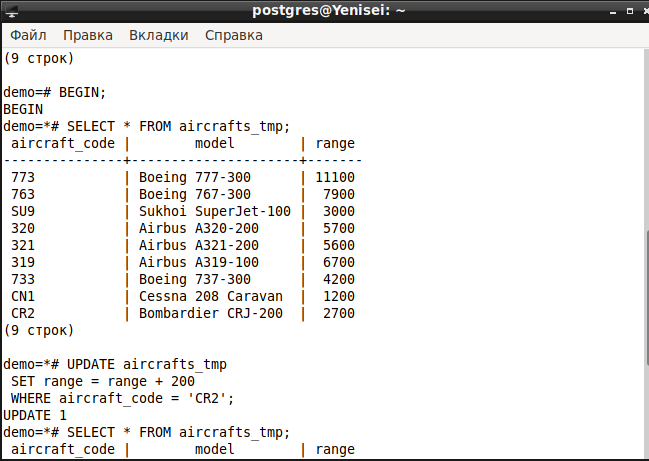 postgres@Yenisei: ~
Файл Правка Вкладки Справка
(9 строк)
demo=# BEGIN;
BEGIN
demo=*# SELECT * FROM aircrafts_tmp;
 aircraft_code |        model        | range
---------------+---------------------+-------
 773           | Boeing 777-300      | 11100
 763           | Boeing 767-300      |  7900
 SU9           | Sukhoi SuperJet-100 |  3000
 320           | Airbus A320-200     |  5700
 321           | Airbus A321-200     |  5600
 319           | Airbus A319-100     |  6700
 733           | Boeing 737-300      |  4200
 CN1           | Cessna 208 Caravan  |  1200
 CR2           | Bombardier CRJ-200  |  2700
(9 строк)
demo=*# UPDATE aircrafts_tmp
 SET range = range + 200
 WHERE aircraft_code = 'CR2';
UPDATE 1
demo=*# SELECT * FROM aircrafts_tmp;
 aircraft_code |        model        | range